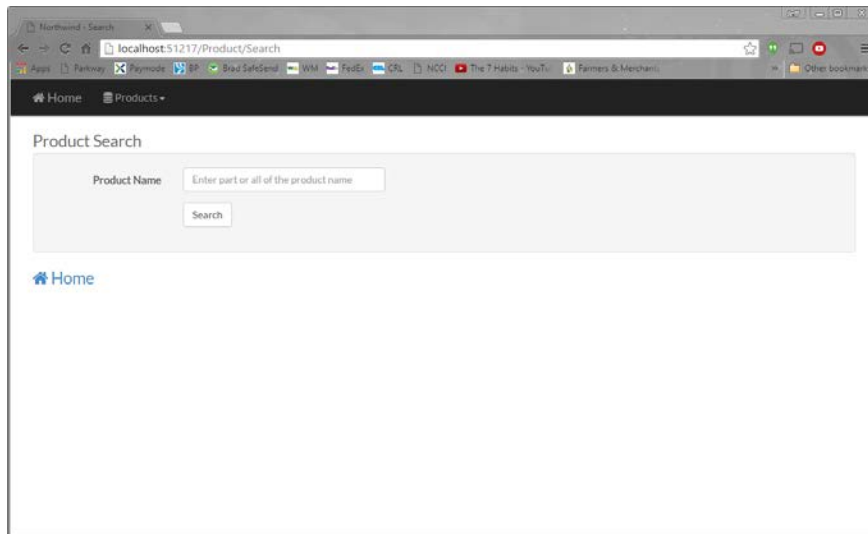 Northwind - Search
localhost:51217/Product/Search
Apps Parkway Paymode BP Brad SafeSend WM FedEx CRL NCCI The 7 Habits - YouTu Farmers & Merchants Other bookmark
Home Products
Product Search
Product Name Enter part or all of the product name
Search
Home